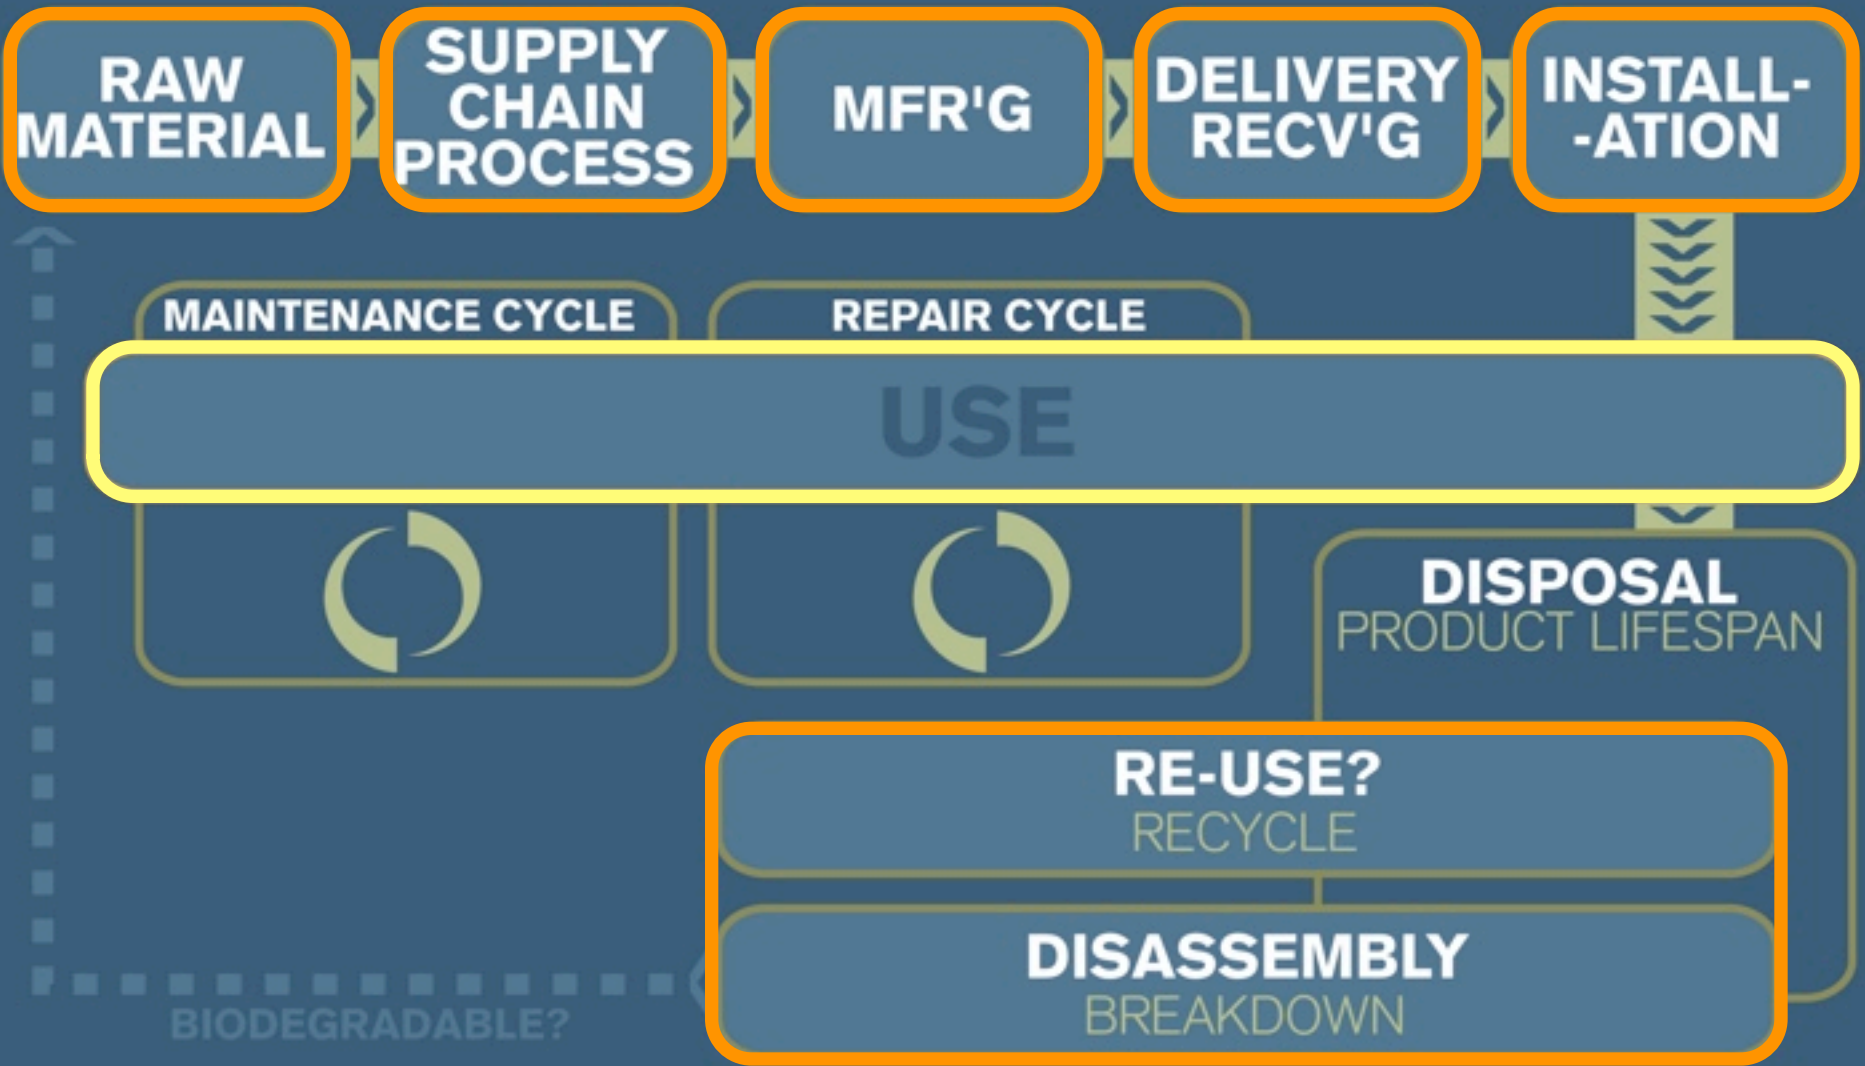 RAW
MATERIAL
SUPPLY
CHAIN
PROCESS
MFR'G
DELIVERY
RECV'G
INSTALL-
-ATION
MAINTENANCE CYCLE
REPAIR CYCLE
USE
DISPOSAL
PRODUCT LIFESPAN
RE-USE?
RECYCLE
DISASSEMBLY
BREAKDOWN
BIODEGRADABLE?